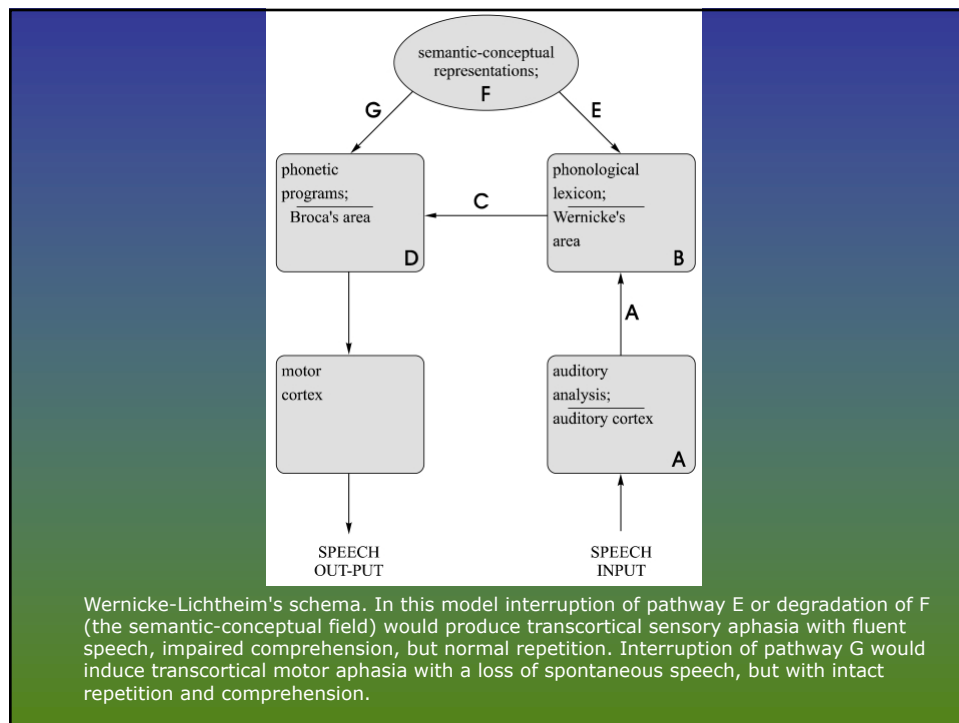 semantic-conceptual
representations;
F
G
E
phonetic
programs;
Broca's area
D
C
phonological
lexicon;
Wernicke's
area
B
A
motor
cortex
auditory
analysis;
auditory cortex
A
SPEECH
OUT-PUT
SPEECH
INPUT
Wernicke-Lichtheim's schema. In this model interruption of pathway E or degradation of F
(the semantic-conceptual field) would produce transcortical sensory aphasia with fluent
speech, impaired comprehension, but normal repetition. Interruption of pathway G would
induce transcortical motor aphasia with a loss of spontaneous speech, but with intact
repetition and comprehension.